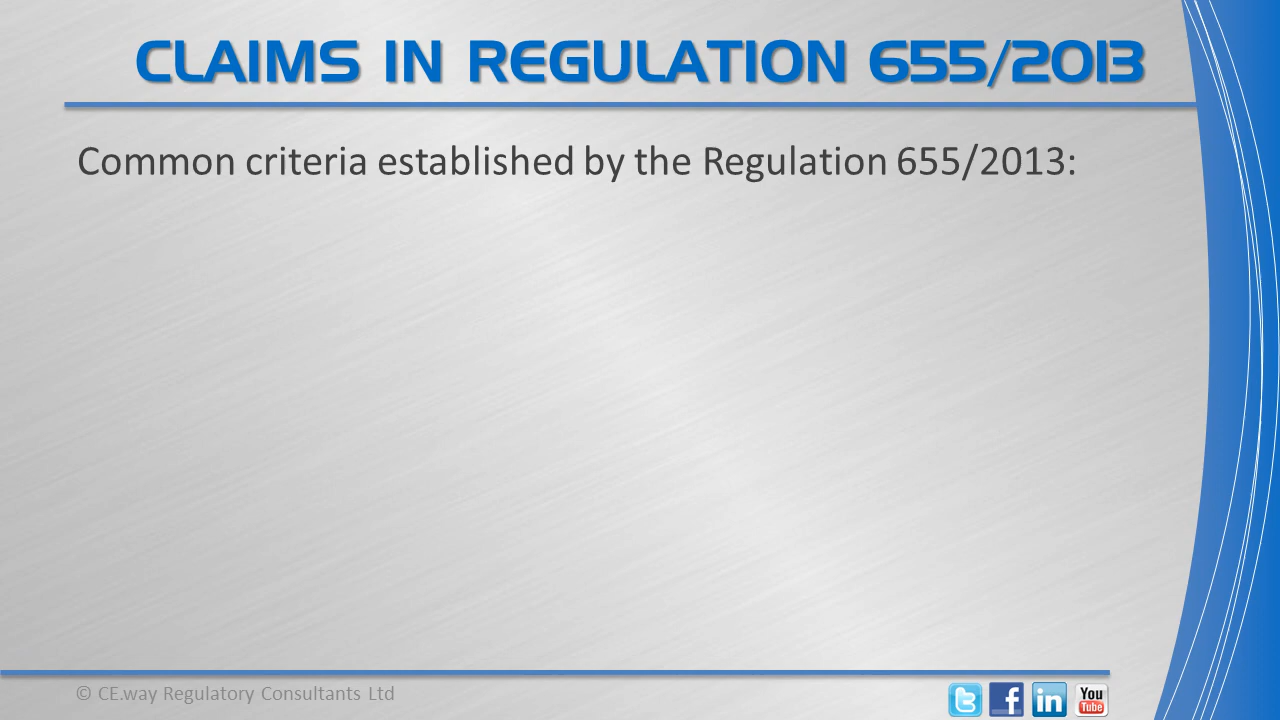 CLAIMS IN REGULATION 655/2013
Common criteria established by the Regulation 655/2013:
© CE.way Regulatory Consultants Ltd
You
Tube
in
f
t